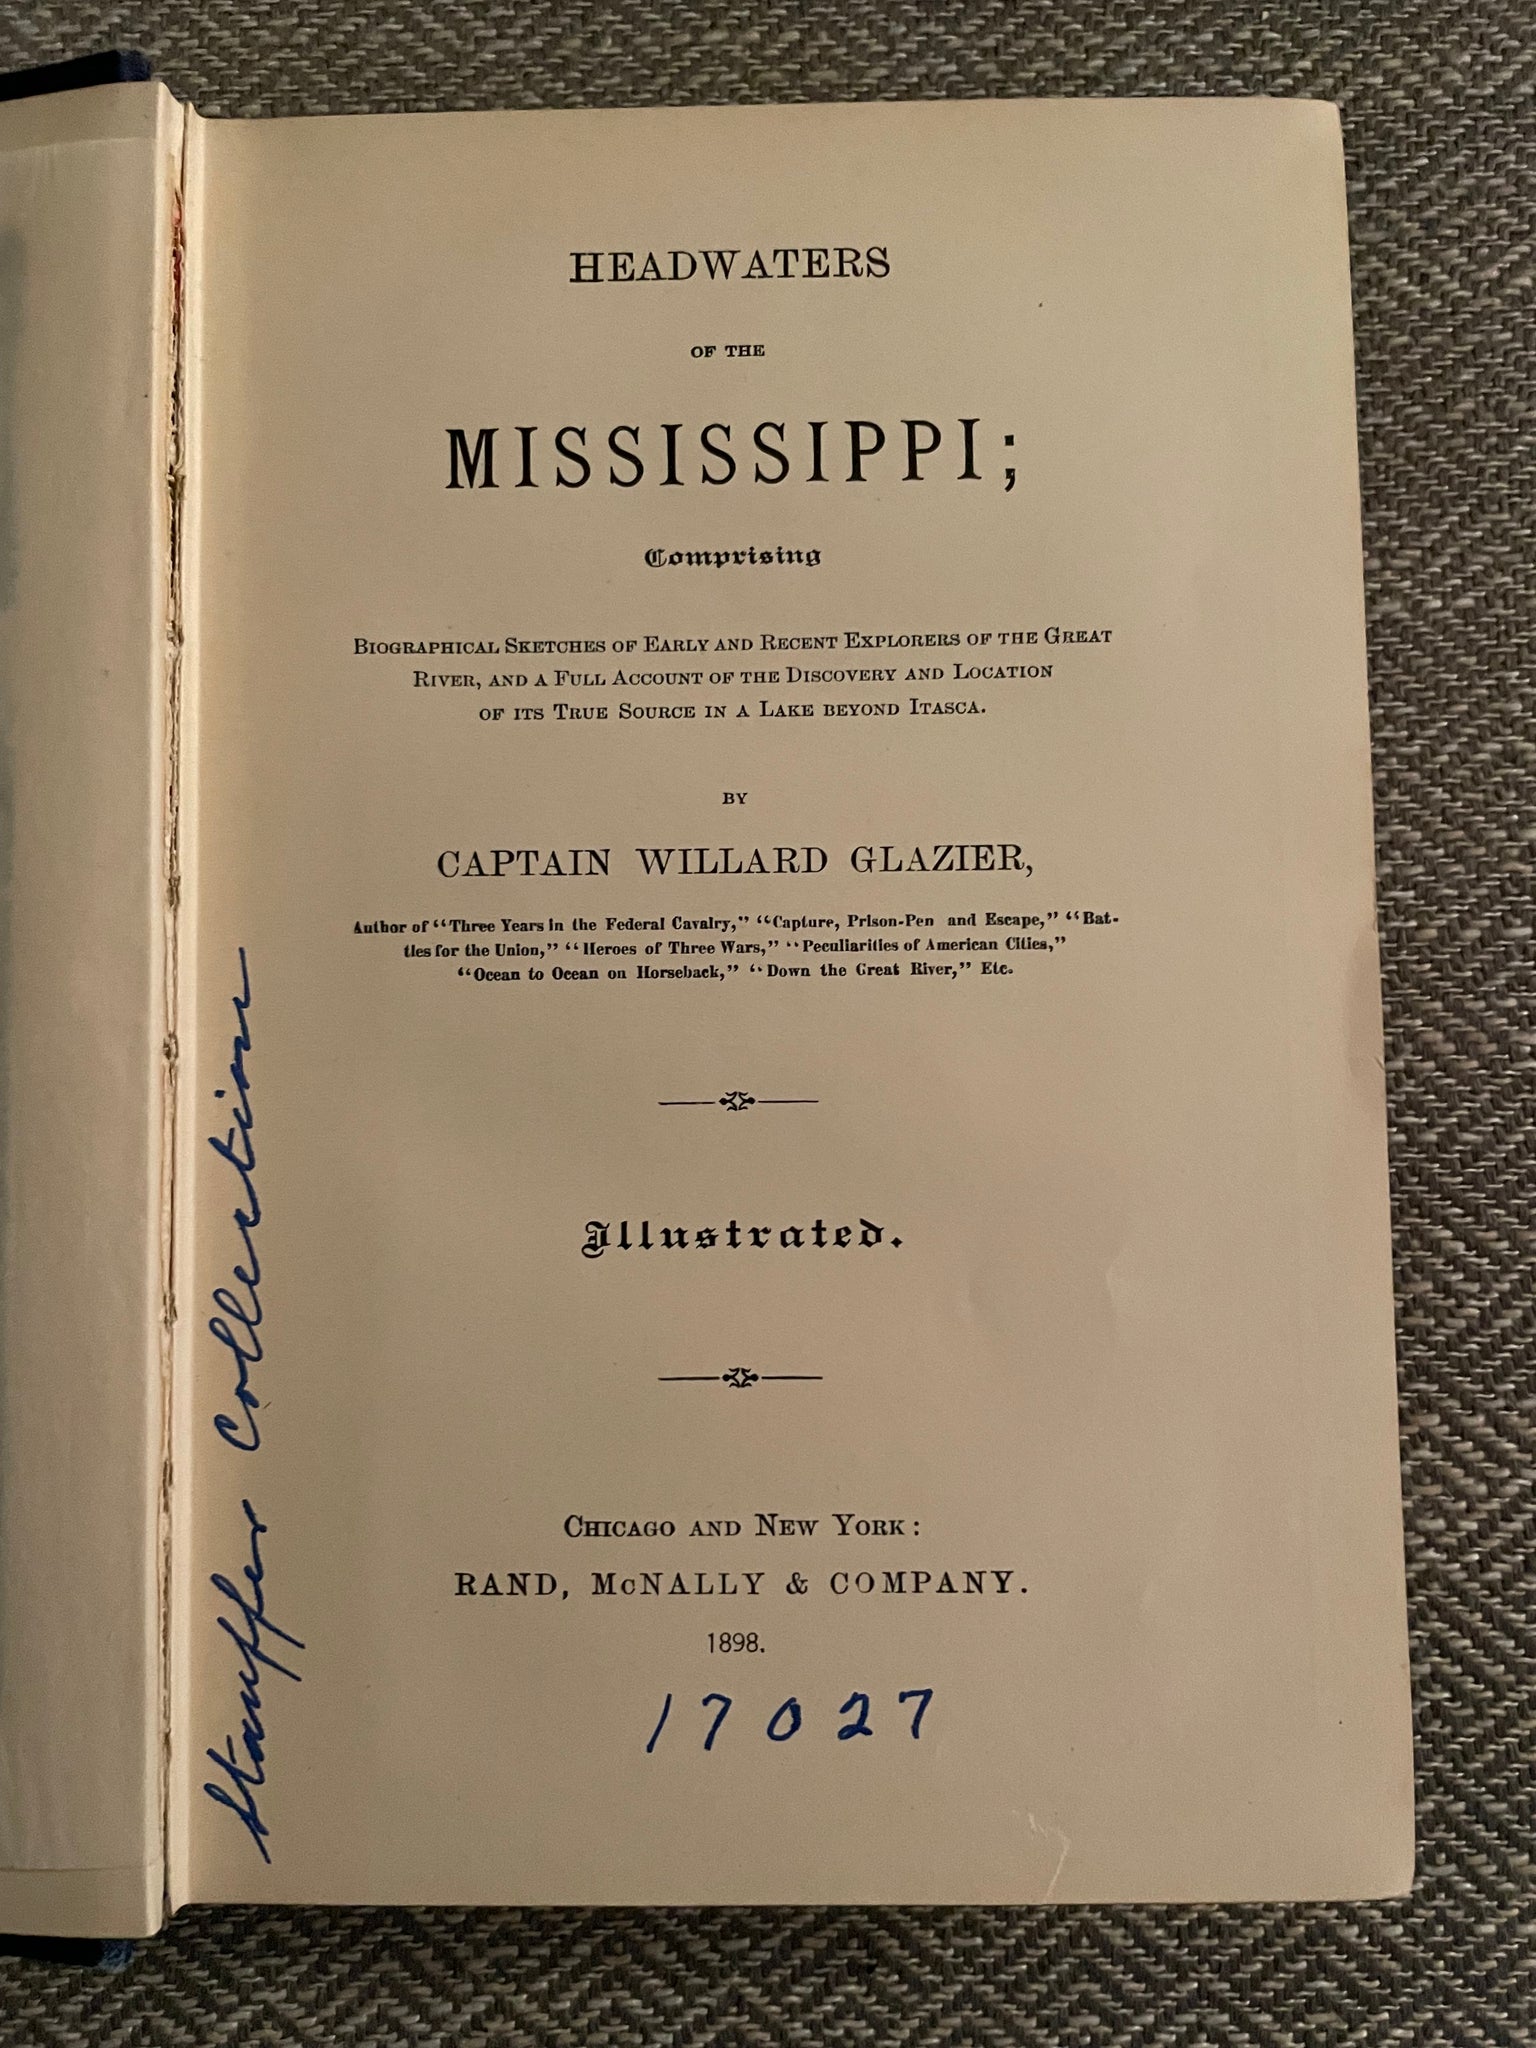 HEADWATERS
OF THE
MISSISSIPPI;
Comprising
BIOGRAPHICAL SKETCHES OF EARLY AND RECENT EXPLORERS OF THE GREAT
RIVER, AND A FULL ACCOUNT OF THE DISCOVERY AND LOCATION
OF ITS TRUE SOURCE IN A LAKE BEYOND ITASCA.
BY
CAPTAIN WILLARD GLAZIER,
Author of "Three Years in the Federal Cavalry," "Capture, Prison-Pen and Escape," "Bat-
tles for the Union," "Heroes of Three Wars," "Peculiarities of American Cities,"
"Ocean to Ocean on Horseback," "Down the Great River," Etc.
Illustrated.
CHICAGO AND NEW YORK:
RAND, MCNALLY & COMPANY.
1898.
17027
Stauffer Collection